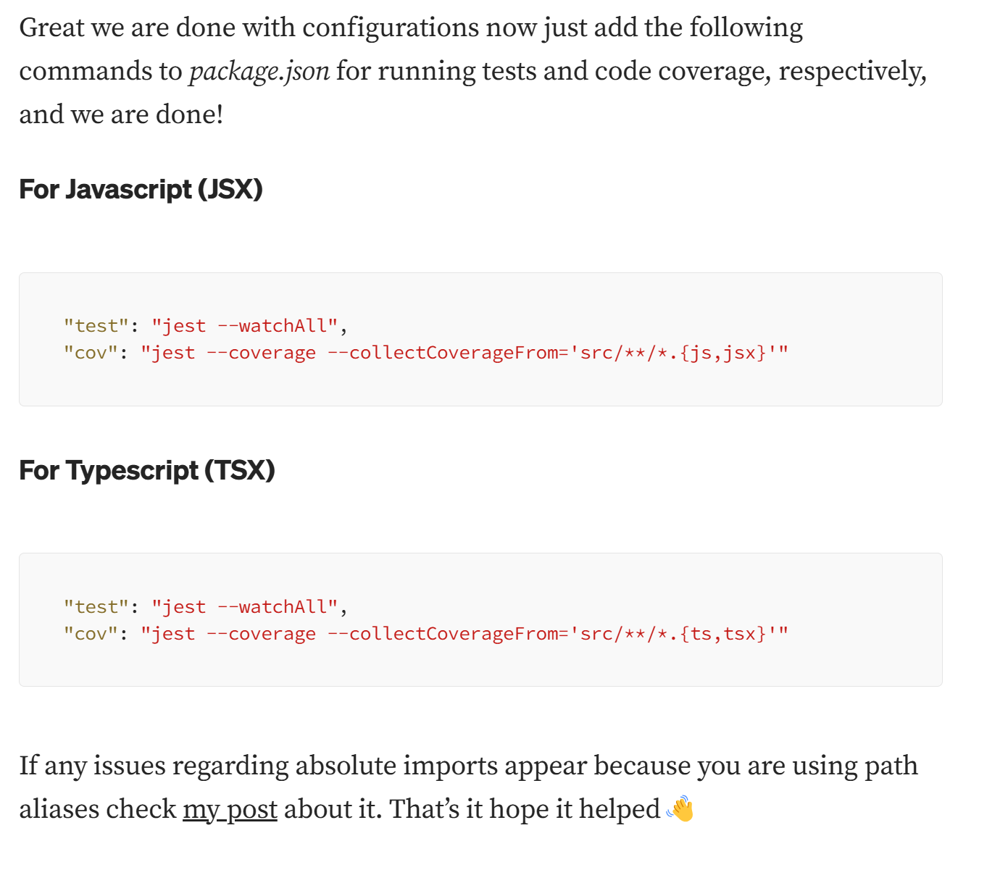 Great we are done with configurations now just add the following
commands to package.json for running tests and code coverage, respectively,
and we are done!
For Javascript (JSX)
"test": "jest --watchAll",
"cov": "jest --coverage --collectCoverageFrom='src/**/*.{js,jsx}'"
For Typescript (TSX)
"test": "jest --watchAll",
"cov": "jest --coverage --collectCoverageFrom='src/**/*.{ts,tsx}'"
If any issues regarding absolute imports appear because you are using path
aliases check my post about it. That’s it hope it helped 👋